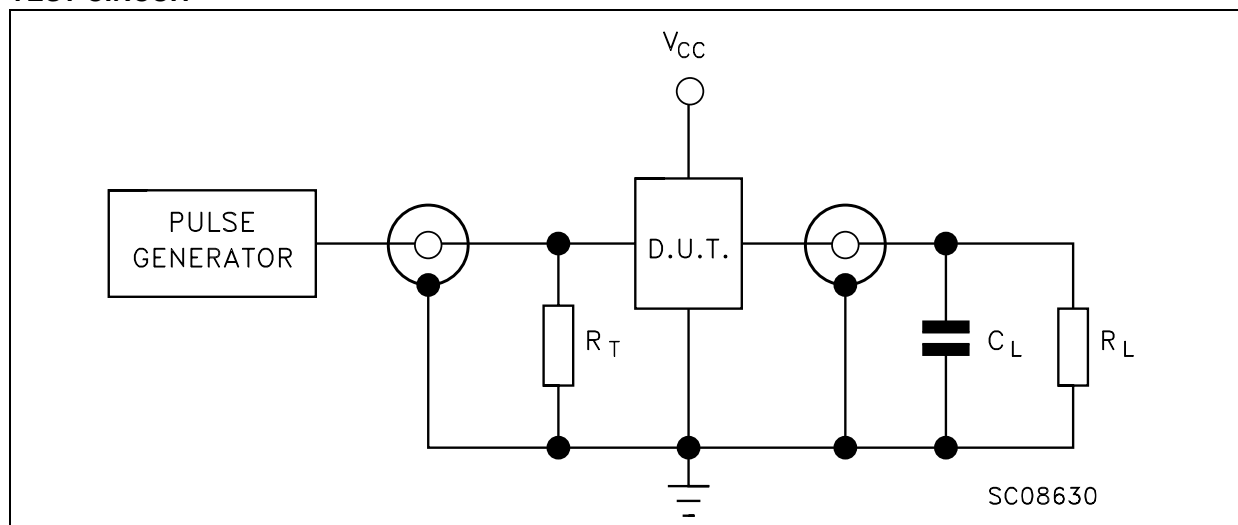 TEST CIRCUIT
VCC
PULSE
GENERATOR
D.U.T.
RT
CL
RL
SC08630